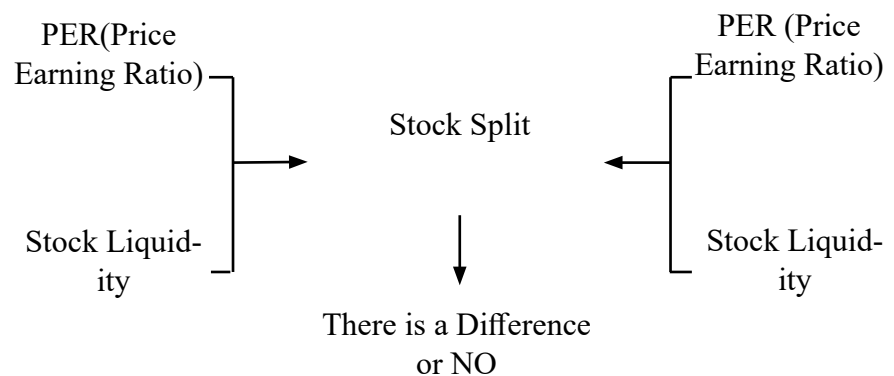 PER(Price
Earning Ratio)
Stock Liquid-
ity
Stock Split
There is a Difference
or NO
PER (Price
Earning Ratio)
Stock Liquid-
ity